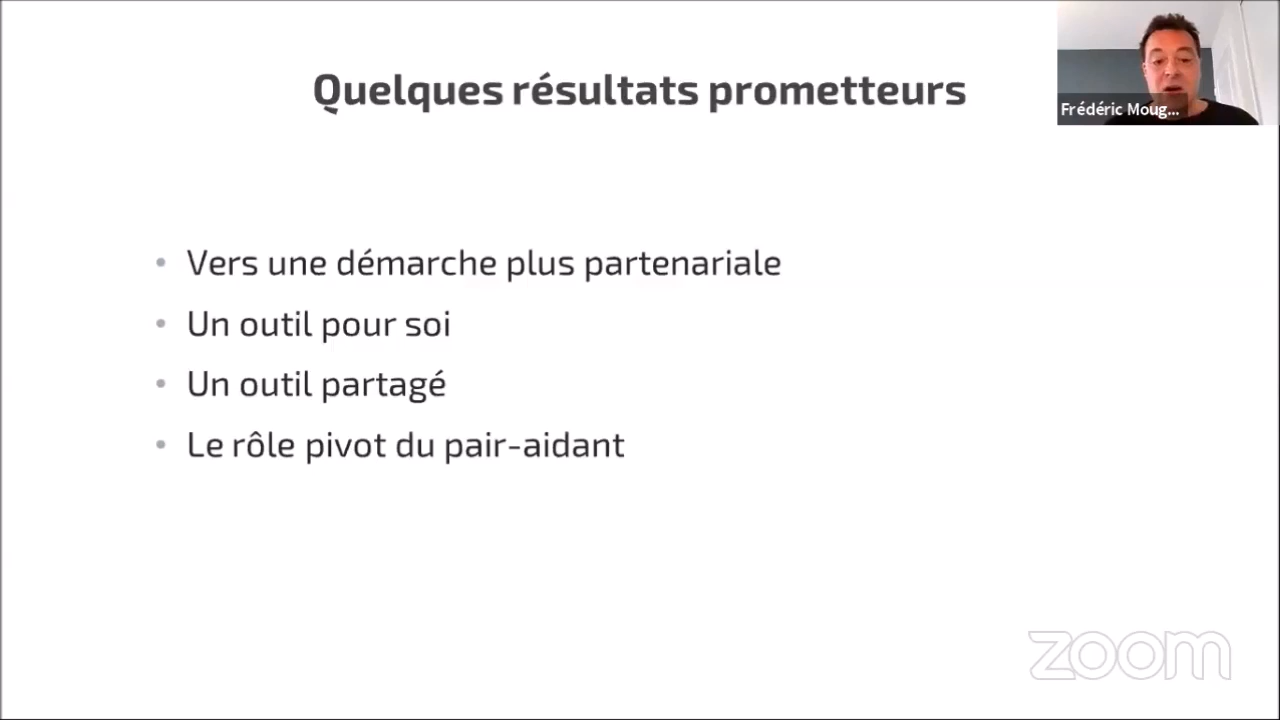 Quelques résultats prometteurs
Frédéric Moug...
• Vers une démarche plus partenariale
• Un outil pour soi
• Un outil partagé
• Le rôle pivot du pair-aidant
zoom